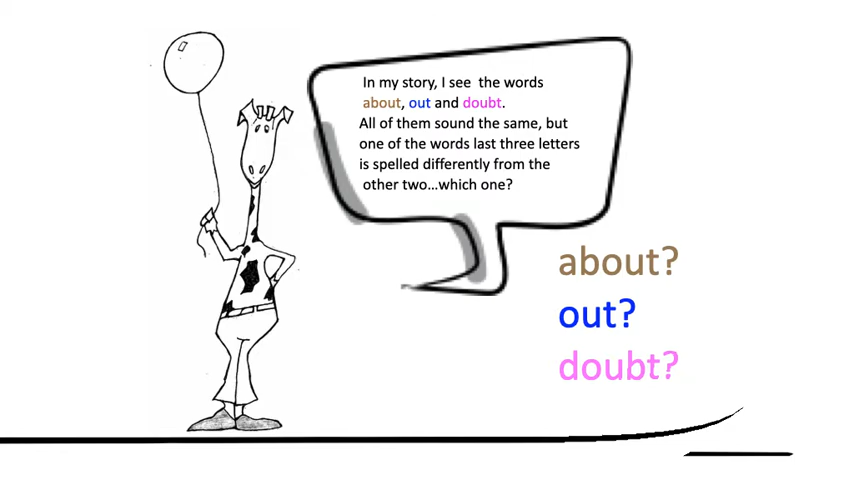 In my story, I see the words
about, out and doubt.
All of them sound the same, but
one of the words last three letters
is spelled differently from the
other two...which one?
about?
out?
doubt?